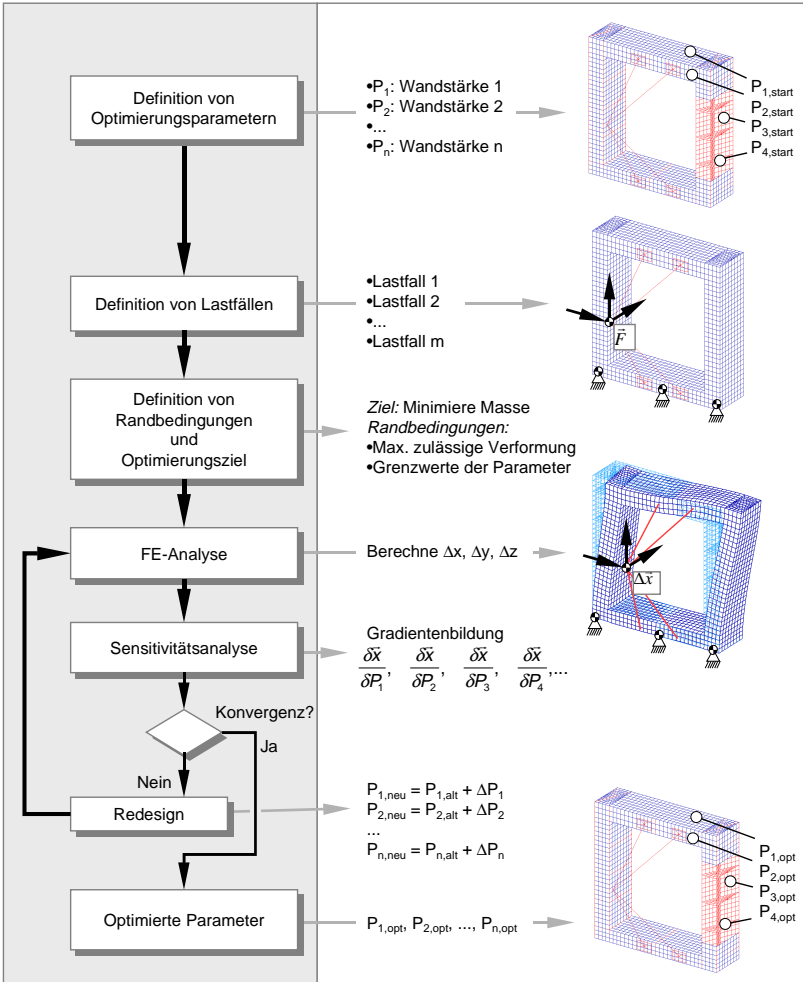 Definition von
Optimierungsparametern
•P1: Wandstärke 1
•P2: Wandstärke 2
•...
•Pn: Wandstärke n
P1,start
P2,start
P3,start
P4,start
Definition von Lastfällen
•Lastfall 1
•Lastfall 2
•...
•Lastfall m
F⃗
Definition von
Randbedingungen
und
Optimierungsziel
Ziel: Minimiere Masse
Randbedingungen:
•Max. zulässige Verformung
•Grenzwerte der Parameter
FE-Analyse
Berechne Δx, Δy, Δz
Δx⃗
Sensitivitätsanalyse
Gradientenbildung
δx⃗/δP1, δx⃗/δP2, δx⃗/δP3, δx⃗/δP4,...
Konvergenz?
Ja
Nein
Redesign
P1,neu = P1,alt + ΔP1
P2,neu = P2,alt + ΔP2
...
Pn,neu = Pn,alt + ΔPn
P1,opt
P2,opt
P3,opt
P4,opt
Optimierte Parameter
P1,opt, P2,opt, ..., Pn,opt